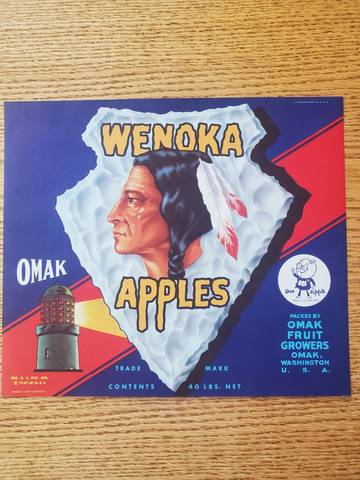 WENOKA
APPLES
OMAK
TRADE MARK
CONTENTS 40 LBS. NET
PACKED BY
OMAK
FRUIT
GROWERS
OMAK,
WASHINGTON
U. S. A.